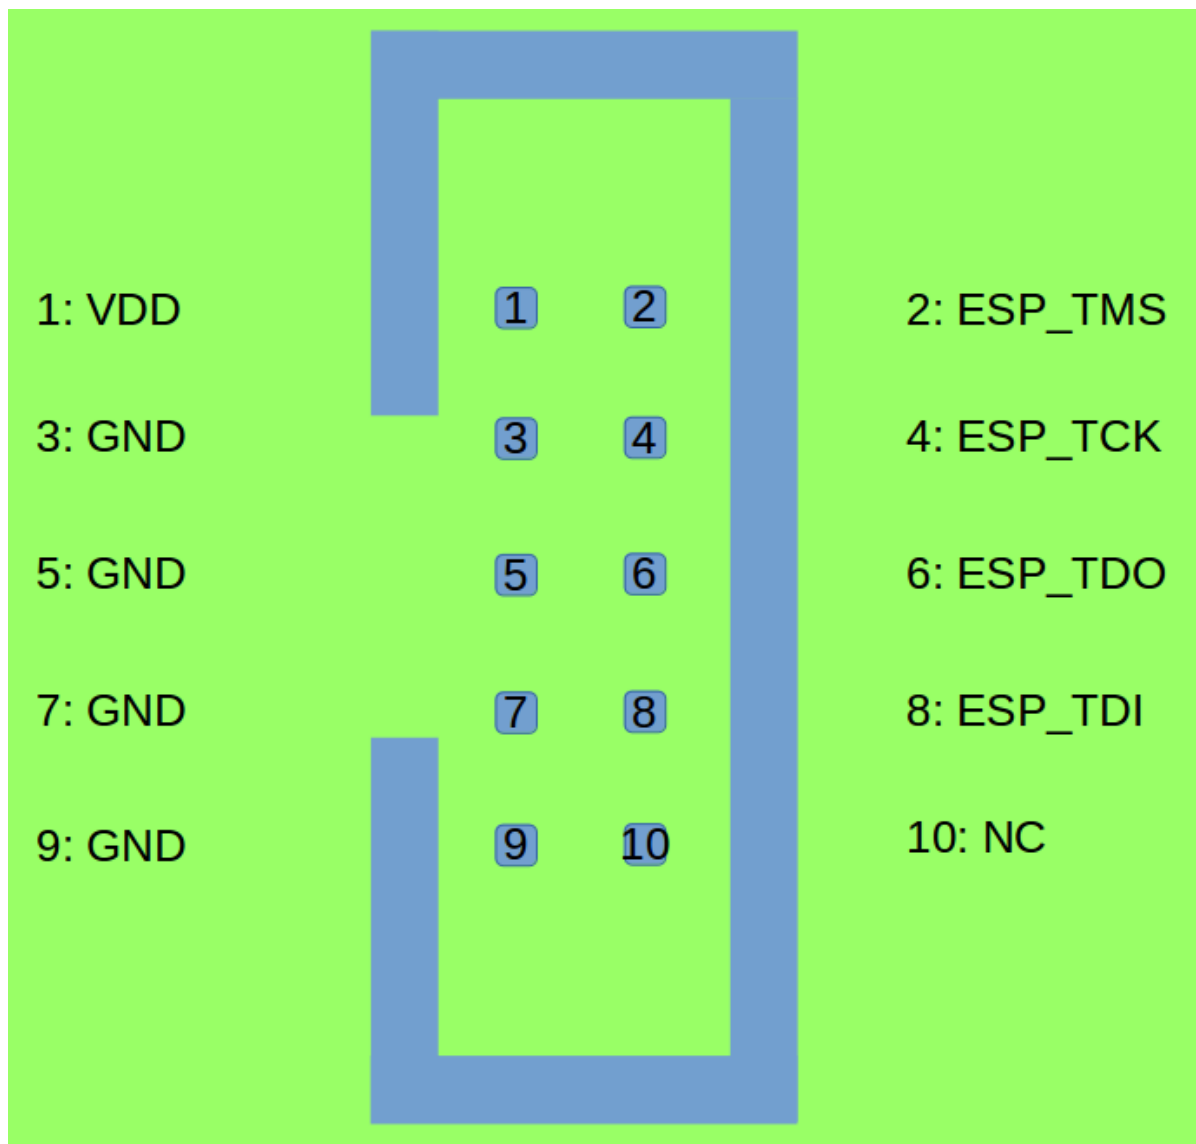 1: VDD
1
2
2: ESP_TMS
3: GND
3
4
4: ESP_TCK
5: GND
5
6
6: ESP_TDO
7: GND
7
8
8: ESP_TDI
9: GND
9
10
10: NC